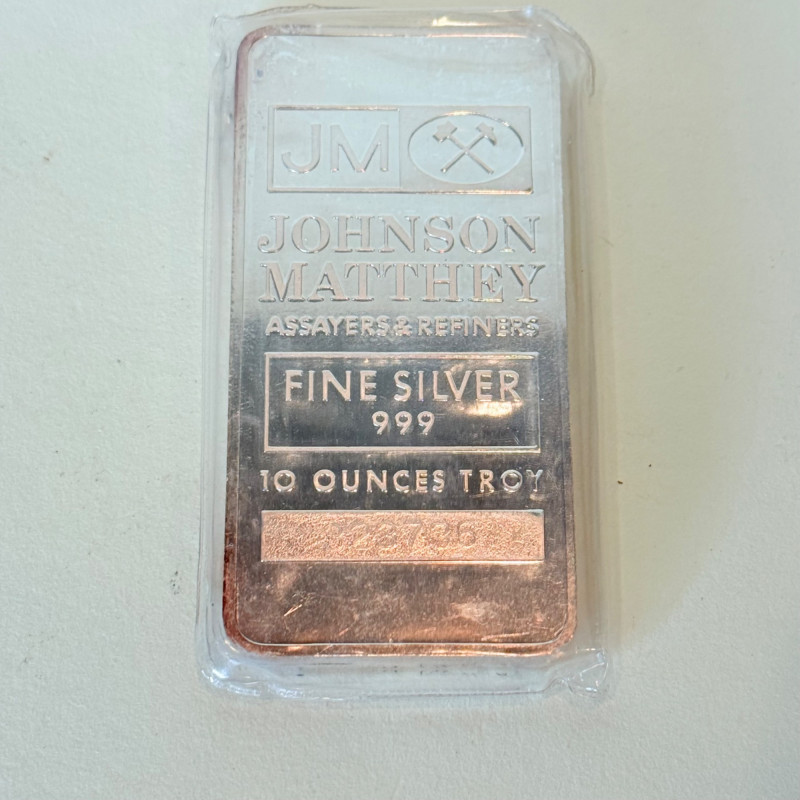 JM
JOHNSON
MATTHEY
ASSAYERS & REFINERS
FINE SILVER
999
10 OUNCES TROY